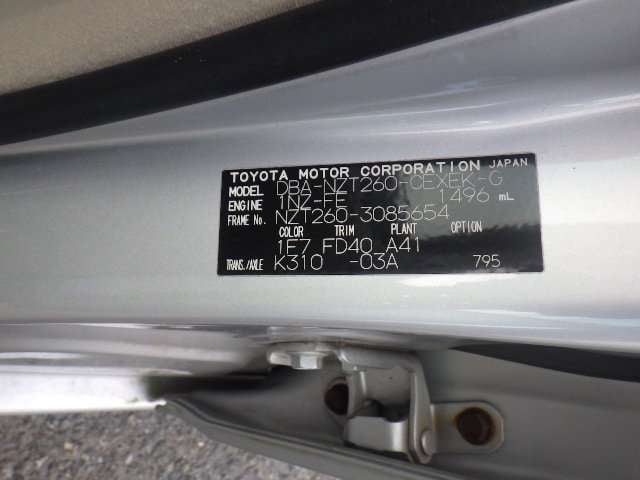 TOYOTA MOTOR CORPORATION JAPAN
MODEL DBA-NZT260-CEXEK-G
ENGINE 1NZ-FE 1496 mL
FRAME No. NZT260-3085654
COLOR TRIM PLANT OPTION
1F7 FD40 A41
TRANS./AXLE K310 -03A 795